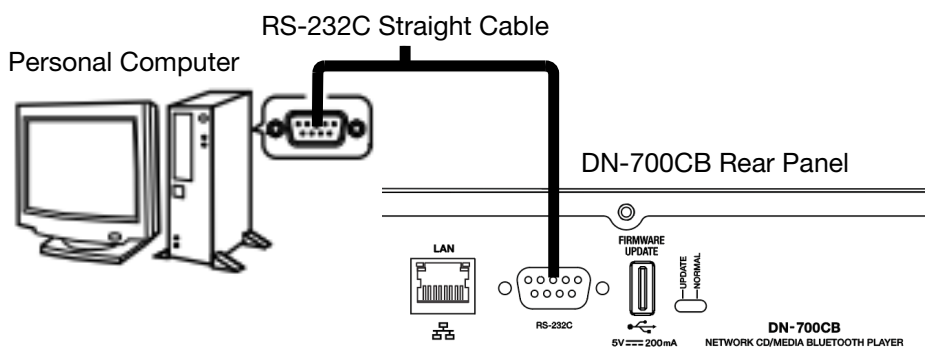 RS-232C Straight Cable
Personal Computer
DN-700CB Rear Panel
LAN
RS-232C
FIRMWARE
UPDATE
5V⎓200mA
UPDATE
NORMAL
DN-700CB
NETWORK CD/MEDIA BLUETOOTH PLAYER